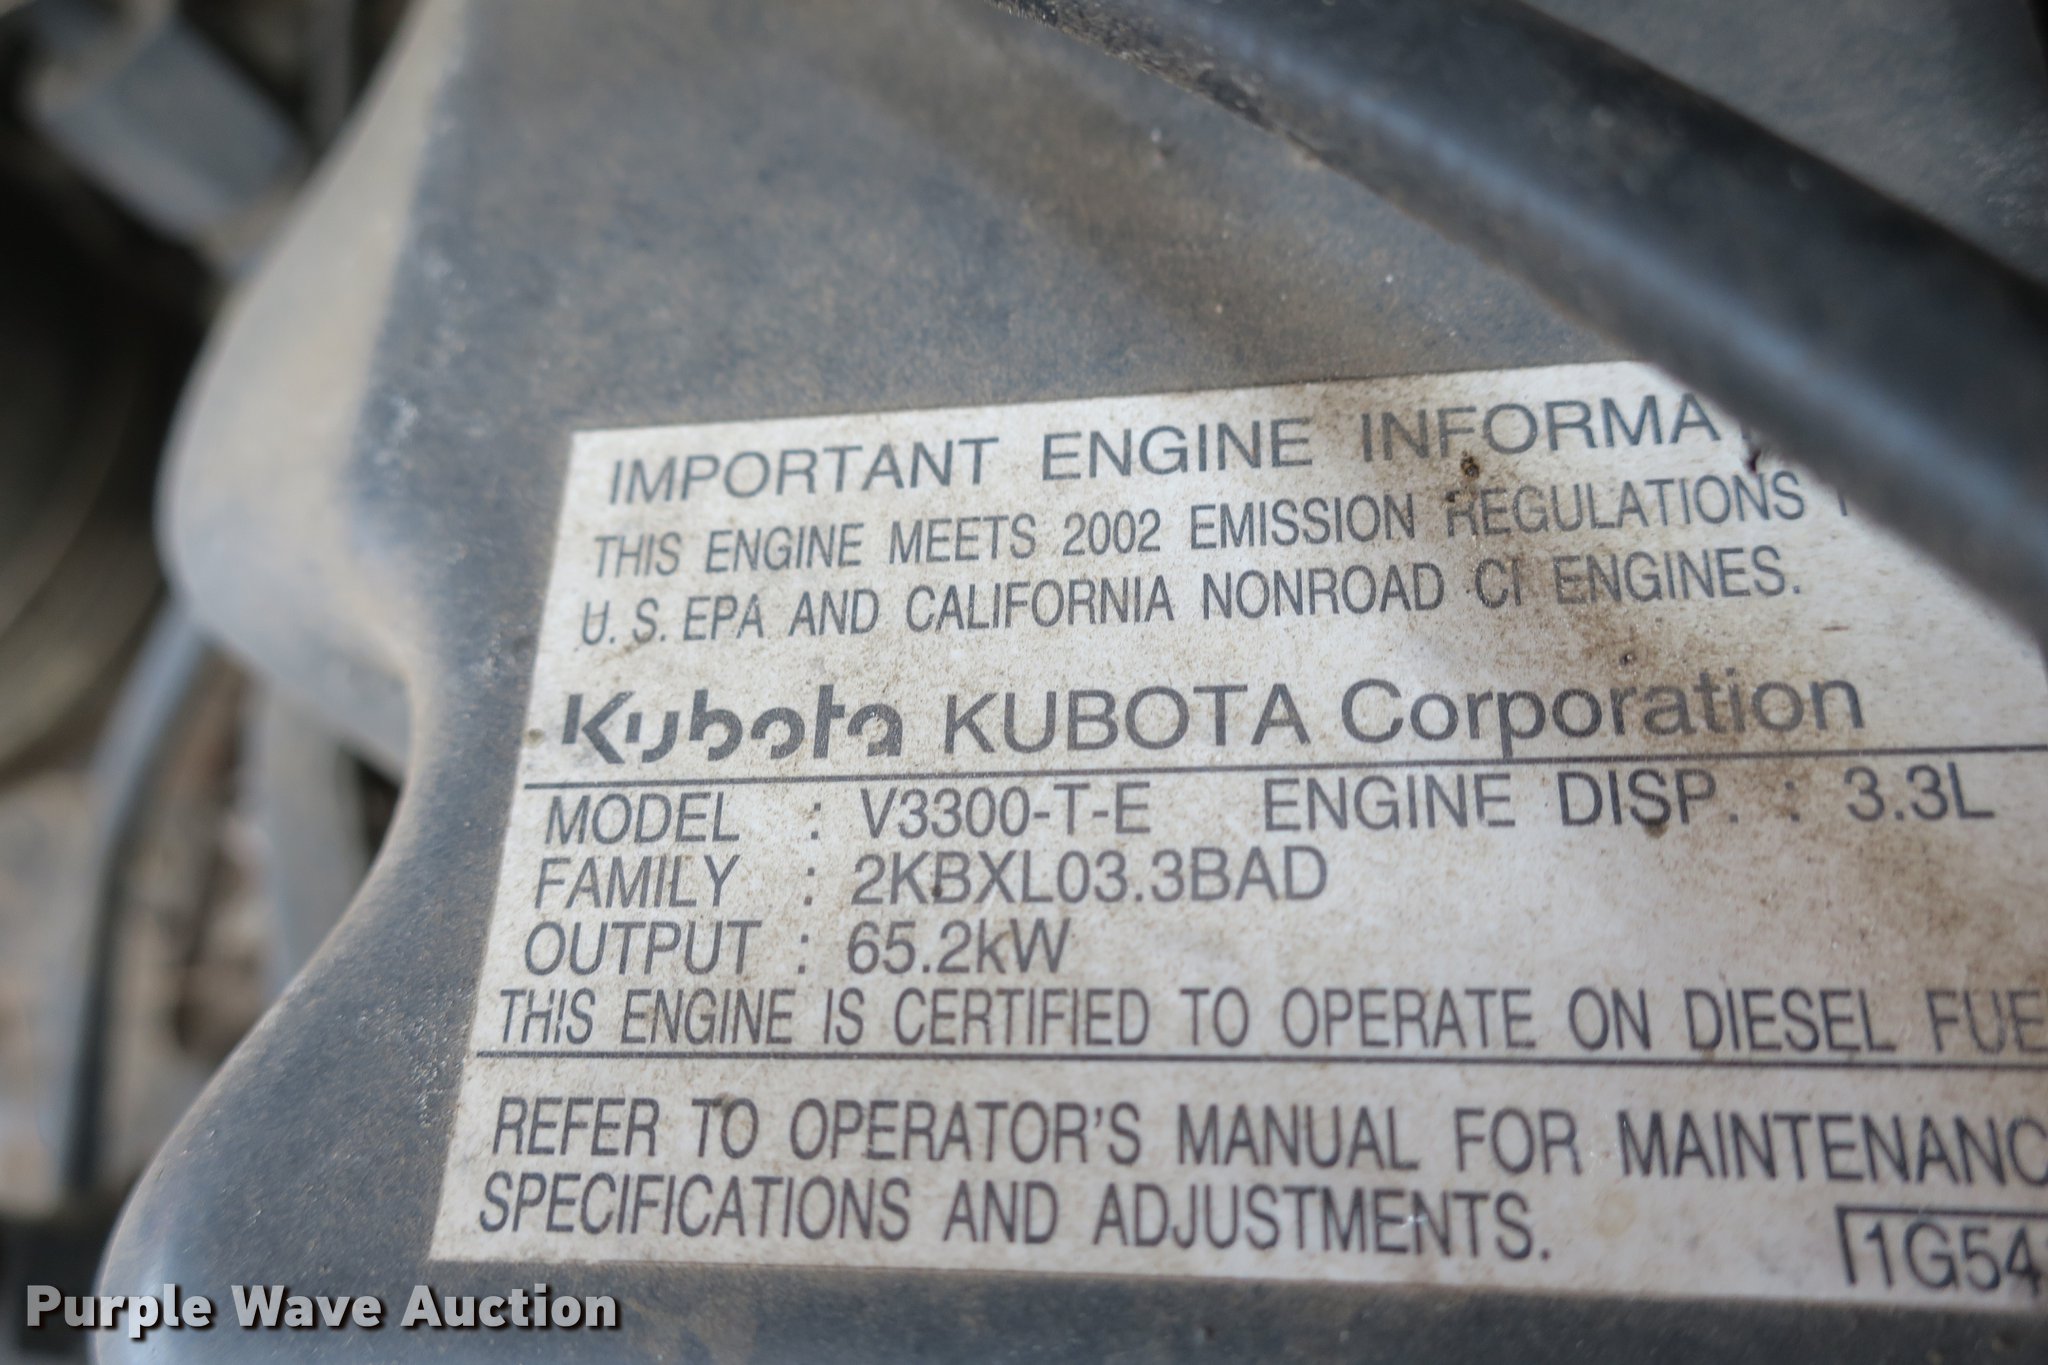 IMPORTANT ENGINE INFORMA
THIS ENGINE MEETS 2002 EMISSION REGULATIONS
U.S. EPA AND CALIFORNIA NONROAD CI ENGINES.
Kubota KUBOTA Corporation
MODEL : V3300-T-E ENGINE DISP. : 3.3L
FAMILY : 2KBXL03.3BAD
OUTPUT : 65.2kW
THIS ENGINE IS CERTIFIED TO OPERATE ON DIESEL FUE
REFER TO OPERATOR'S MANUAL FOR MAINTENANC
SPECIFICATIONS AND ADJUSTMENTS.
1G54
Purple Wave Auction